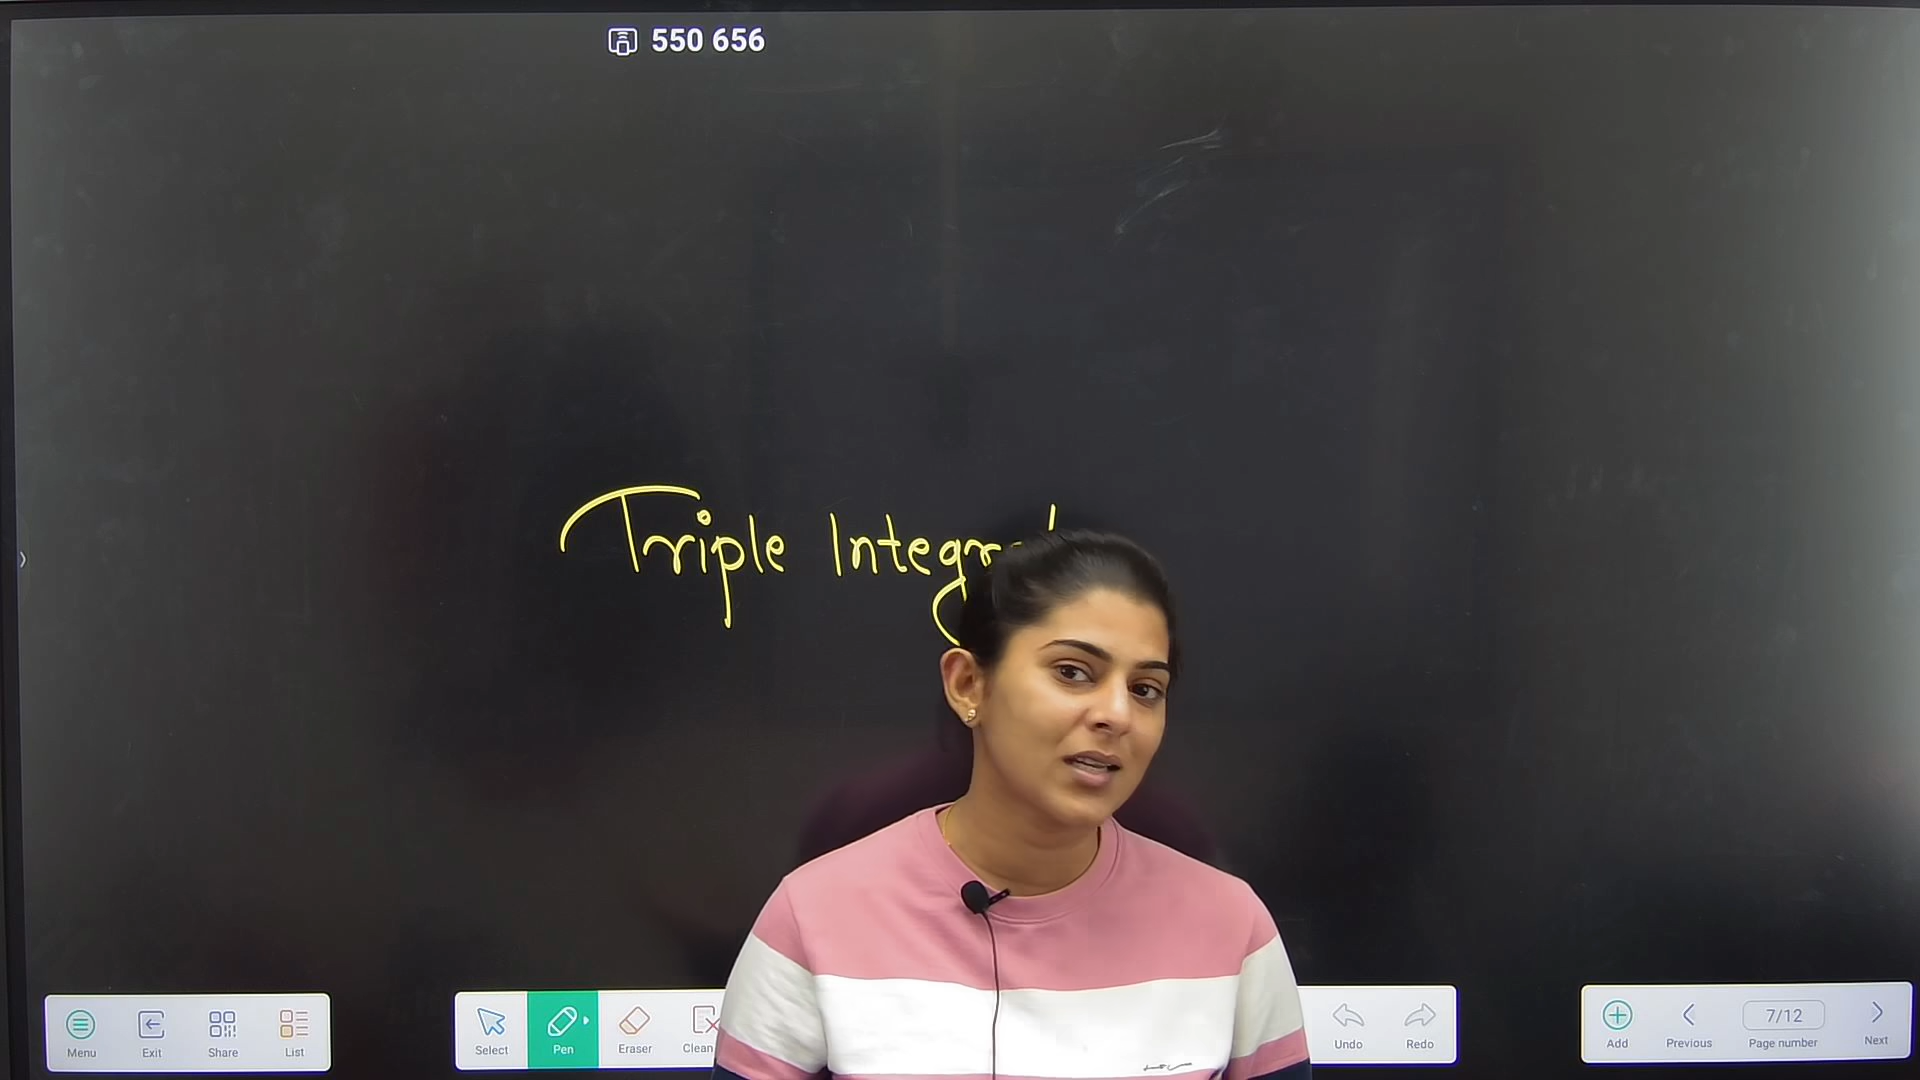 550 656
Triple
Menu Exit Share List Select Pen Eraser Clean Undo Redo Add Previous 7/12 Page number Next